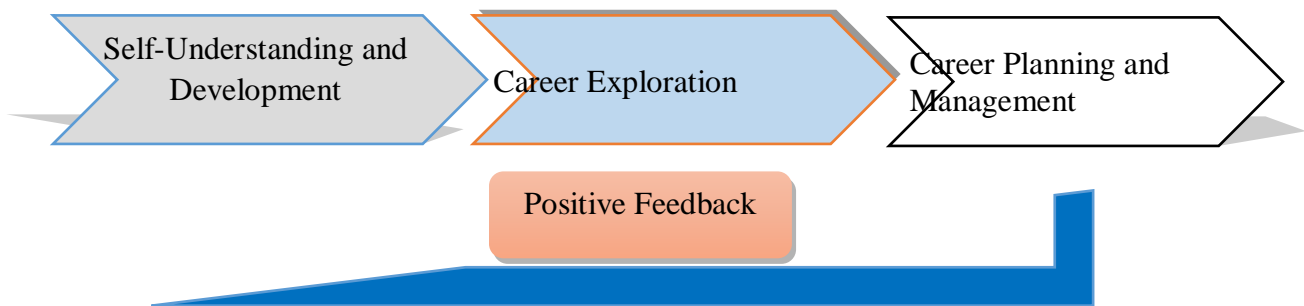 Self-Understanding and
Development
Career Exploration
Career Planning and
Management
Positive Feedback